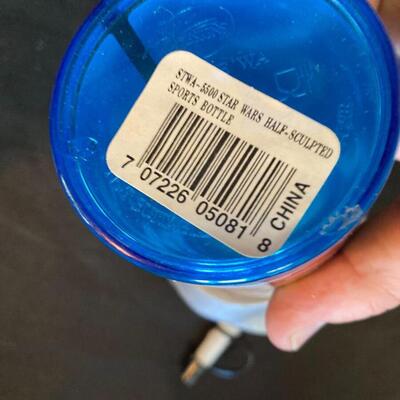 STWA-5500/STAR WARS HALF-SCULPTED
SPORTS BOTTLE
7 07226 05081 8
CHINA